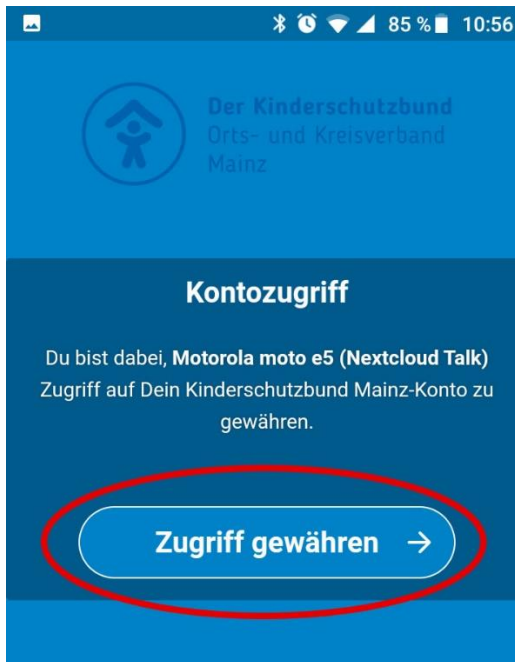 85 % 10:56
Der Kinderschutzbund
Orts- und Kreisverband
Mainz
Kontozugriff
Du bist dabei, Motorola moto e5 (Nextcloud Talk)
Zugriff auf Dein Kinderschutzbund Mainz-Konto zu
gewähren.
Zugriff gewähren →